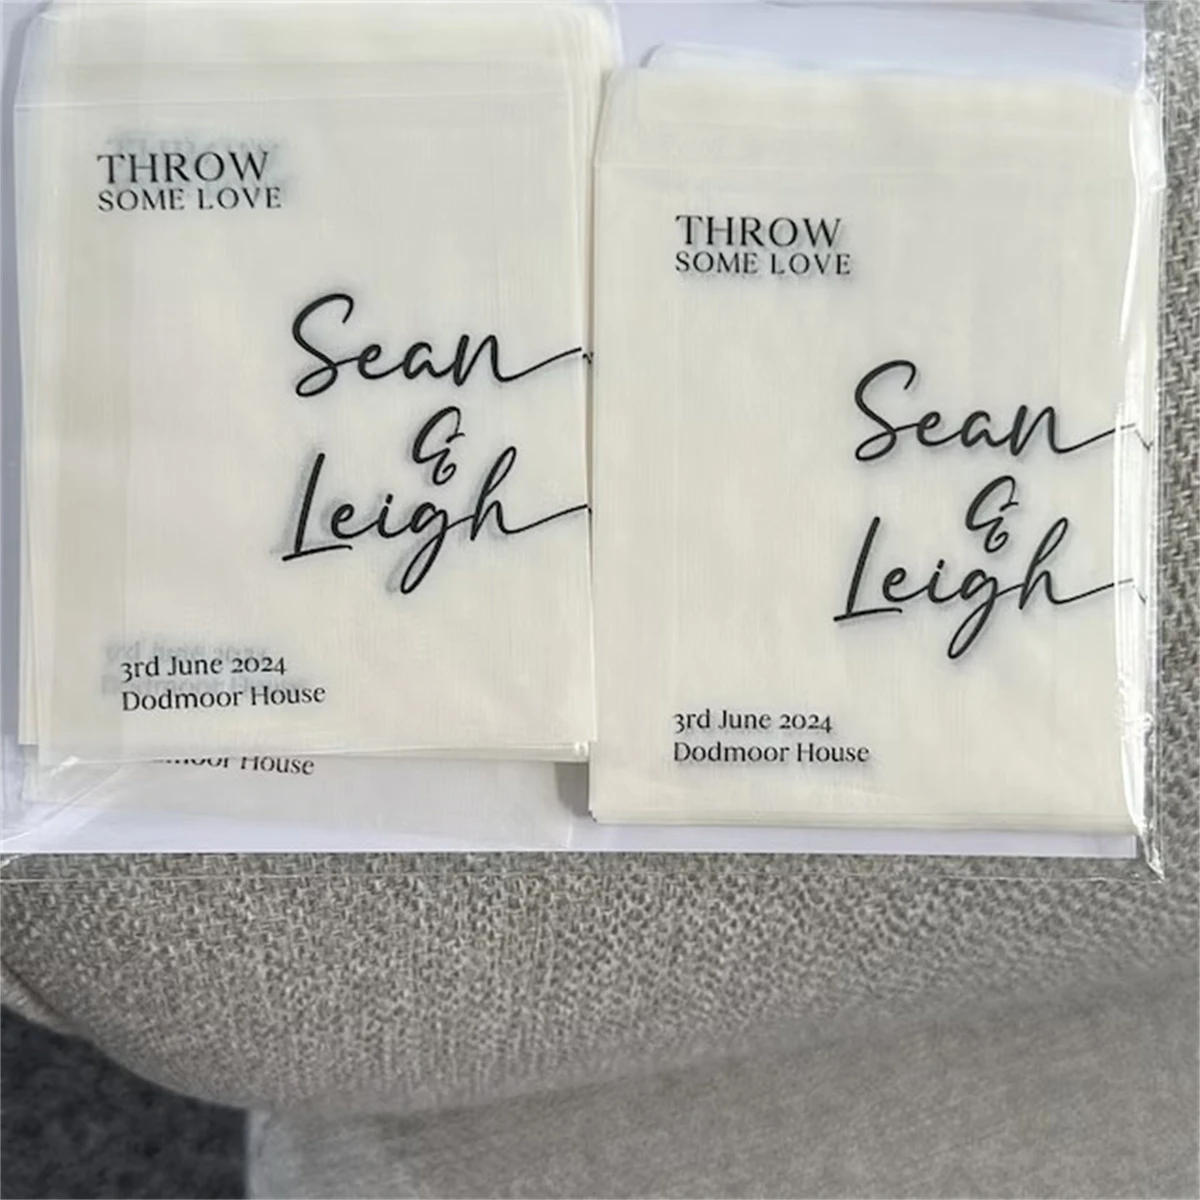 THROW
SOME LOVE
Sean
&
Leigh
3rd June 2024
Dodmoor House
House
THROW
SOME LOVE
Sean
&
Leigh
3rd June 2024
Dodmoor House